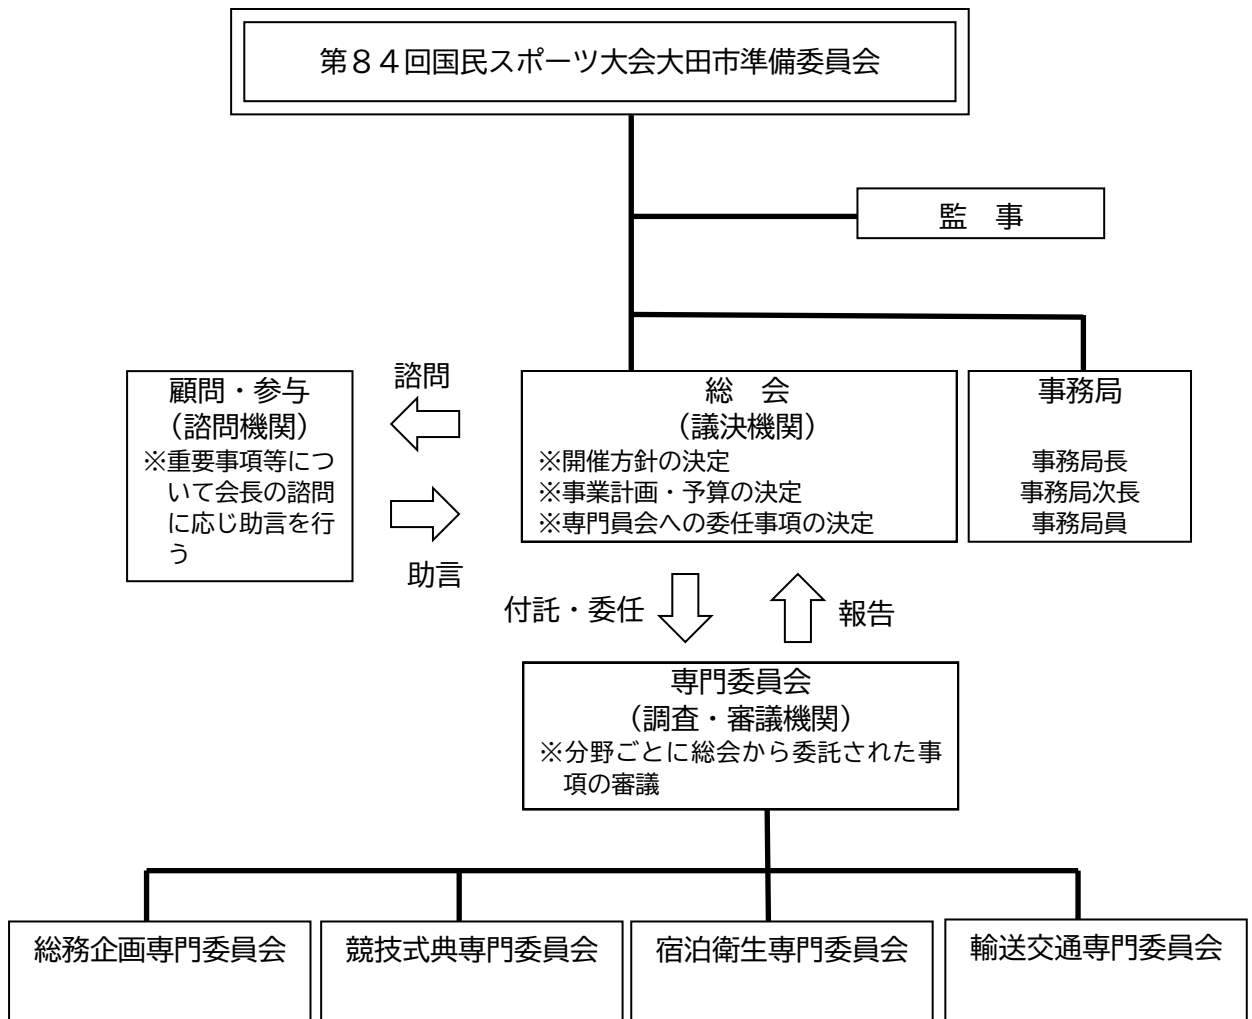 第８４回国民スポーツ大会大田市準備委員会
監　事
諮問
顧問・参与
（諮問機関）
※重要事項等につ
いて会長の諮問
に応じ助言を行
う
助言
総　会
（議決機関）
※開催方針の決定
※事業計画・予算の決定
※専門員会への委任事項の決定
事務局
事務局長
事務局次長
事務局員
付託・委任
報告
専門委員会
（調査・審議機関）
※分野ごとに総会から委託された事
項の審議
総務企画専門委員会
競技式典専門委員会
宿泊衛生専門委員会
輸送交通専門委員会